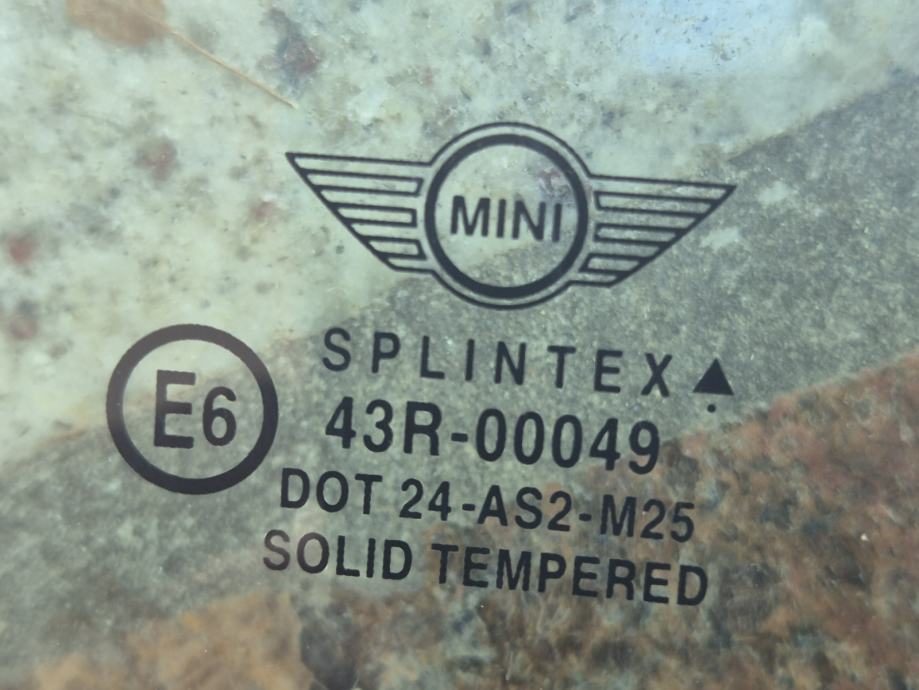 MINI
SPLINTEX
E6
43R-00049
DOT 24-AS2-M25
SOLID TEMPERED